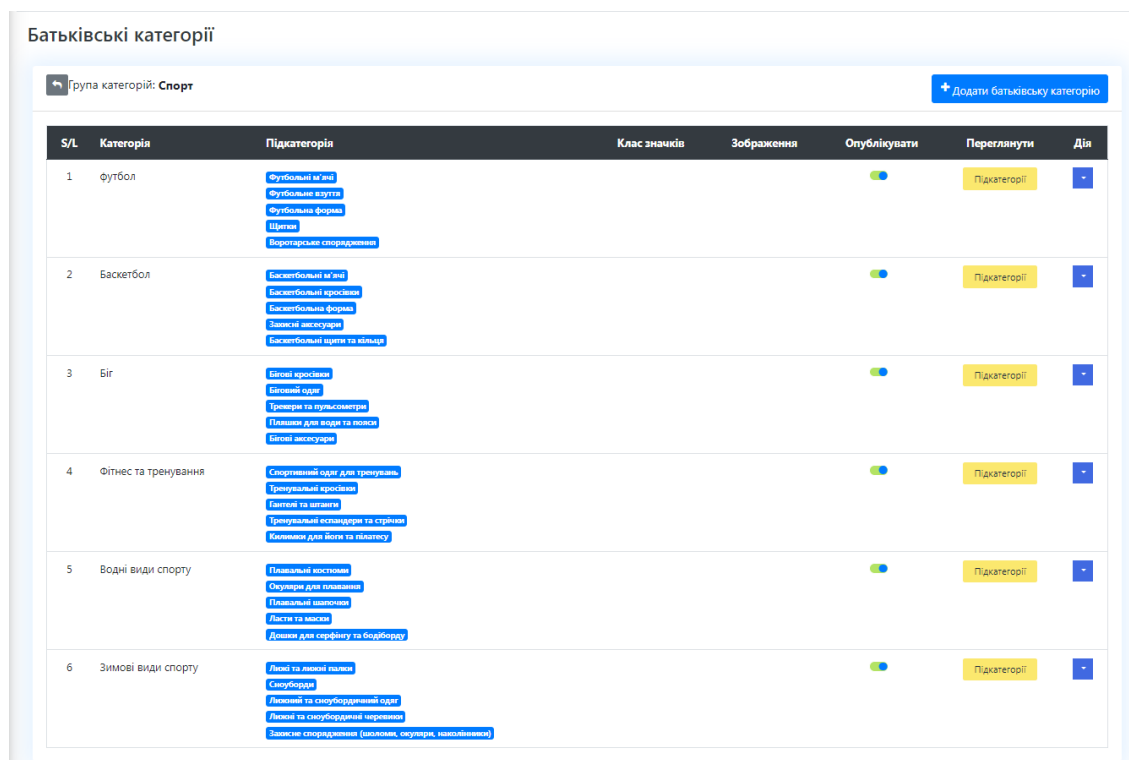 Батьківські категорії
Група категорій: Спорт
Додати батьківську категорію
S/L Категорія Підкатегорія Клас значків Зображення Опублікувати Переглянути Дія
1 футбол Футбольні м'ячі Підкатегорії
Футбольне взуття
Футбольна форма
Щитки
Воротарське спорядження
2 Баскетбол Баскетбольні м'ячі Підкатегорії
Баскетбольні кросівки
Баскетбольна форма
Захисні аксесуари
Баскетбольні щити та кільця
3 Біг Бігові кросівки Підкатегорії
Біговий одяг
Трекери та пульсометри
Пляшки для води та пояси
Бігові аксесуари
4 Фітнес та тренування Спортивний одяг для тренувань Підкатегорії
Тренувальні кросівки
Гантелі та штанги
Тренувальні еспандери та стрічки
Килимки для йоги та пілатесу
5 Водні види спорту Плавальні костюми Підкатегорії
Окуляри для плавання
Плавальні шапочки
Ласти та маски
Дошки для серфінгу та бодіборду
6 Зимові види спорту Лижі та лижні палки Підкатегорії
Сноуборди
Лижний та сноубордичний одяг
Лижні та сноубордичні черевики
Захисне спорядження (шоломи, окуляри, наколінники)